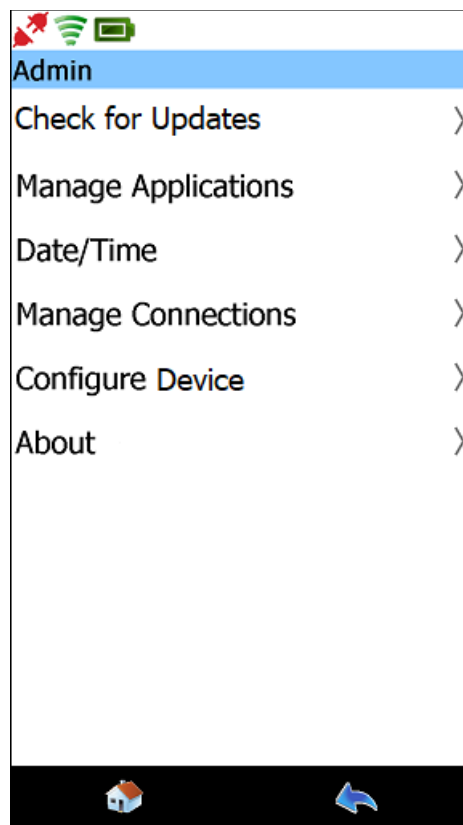 Admin
Check for Updates
Manage Applications
Date/Time
Manage Connections
Configure Device
About